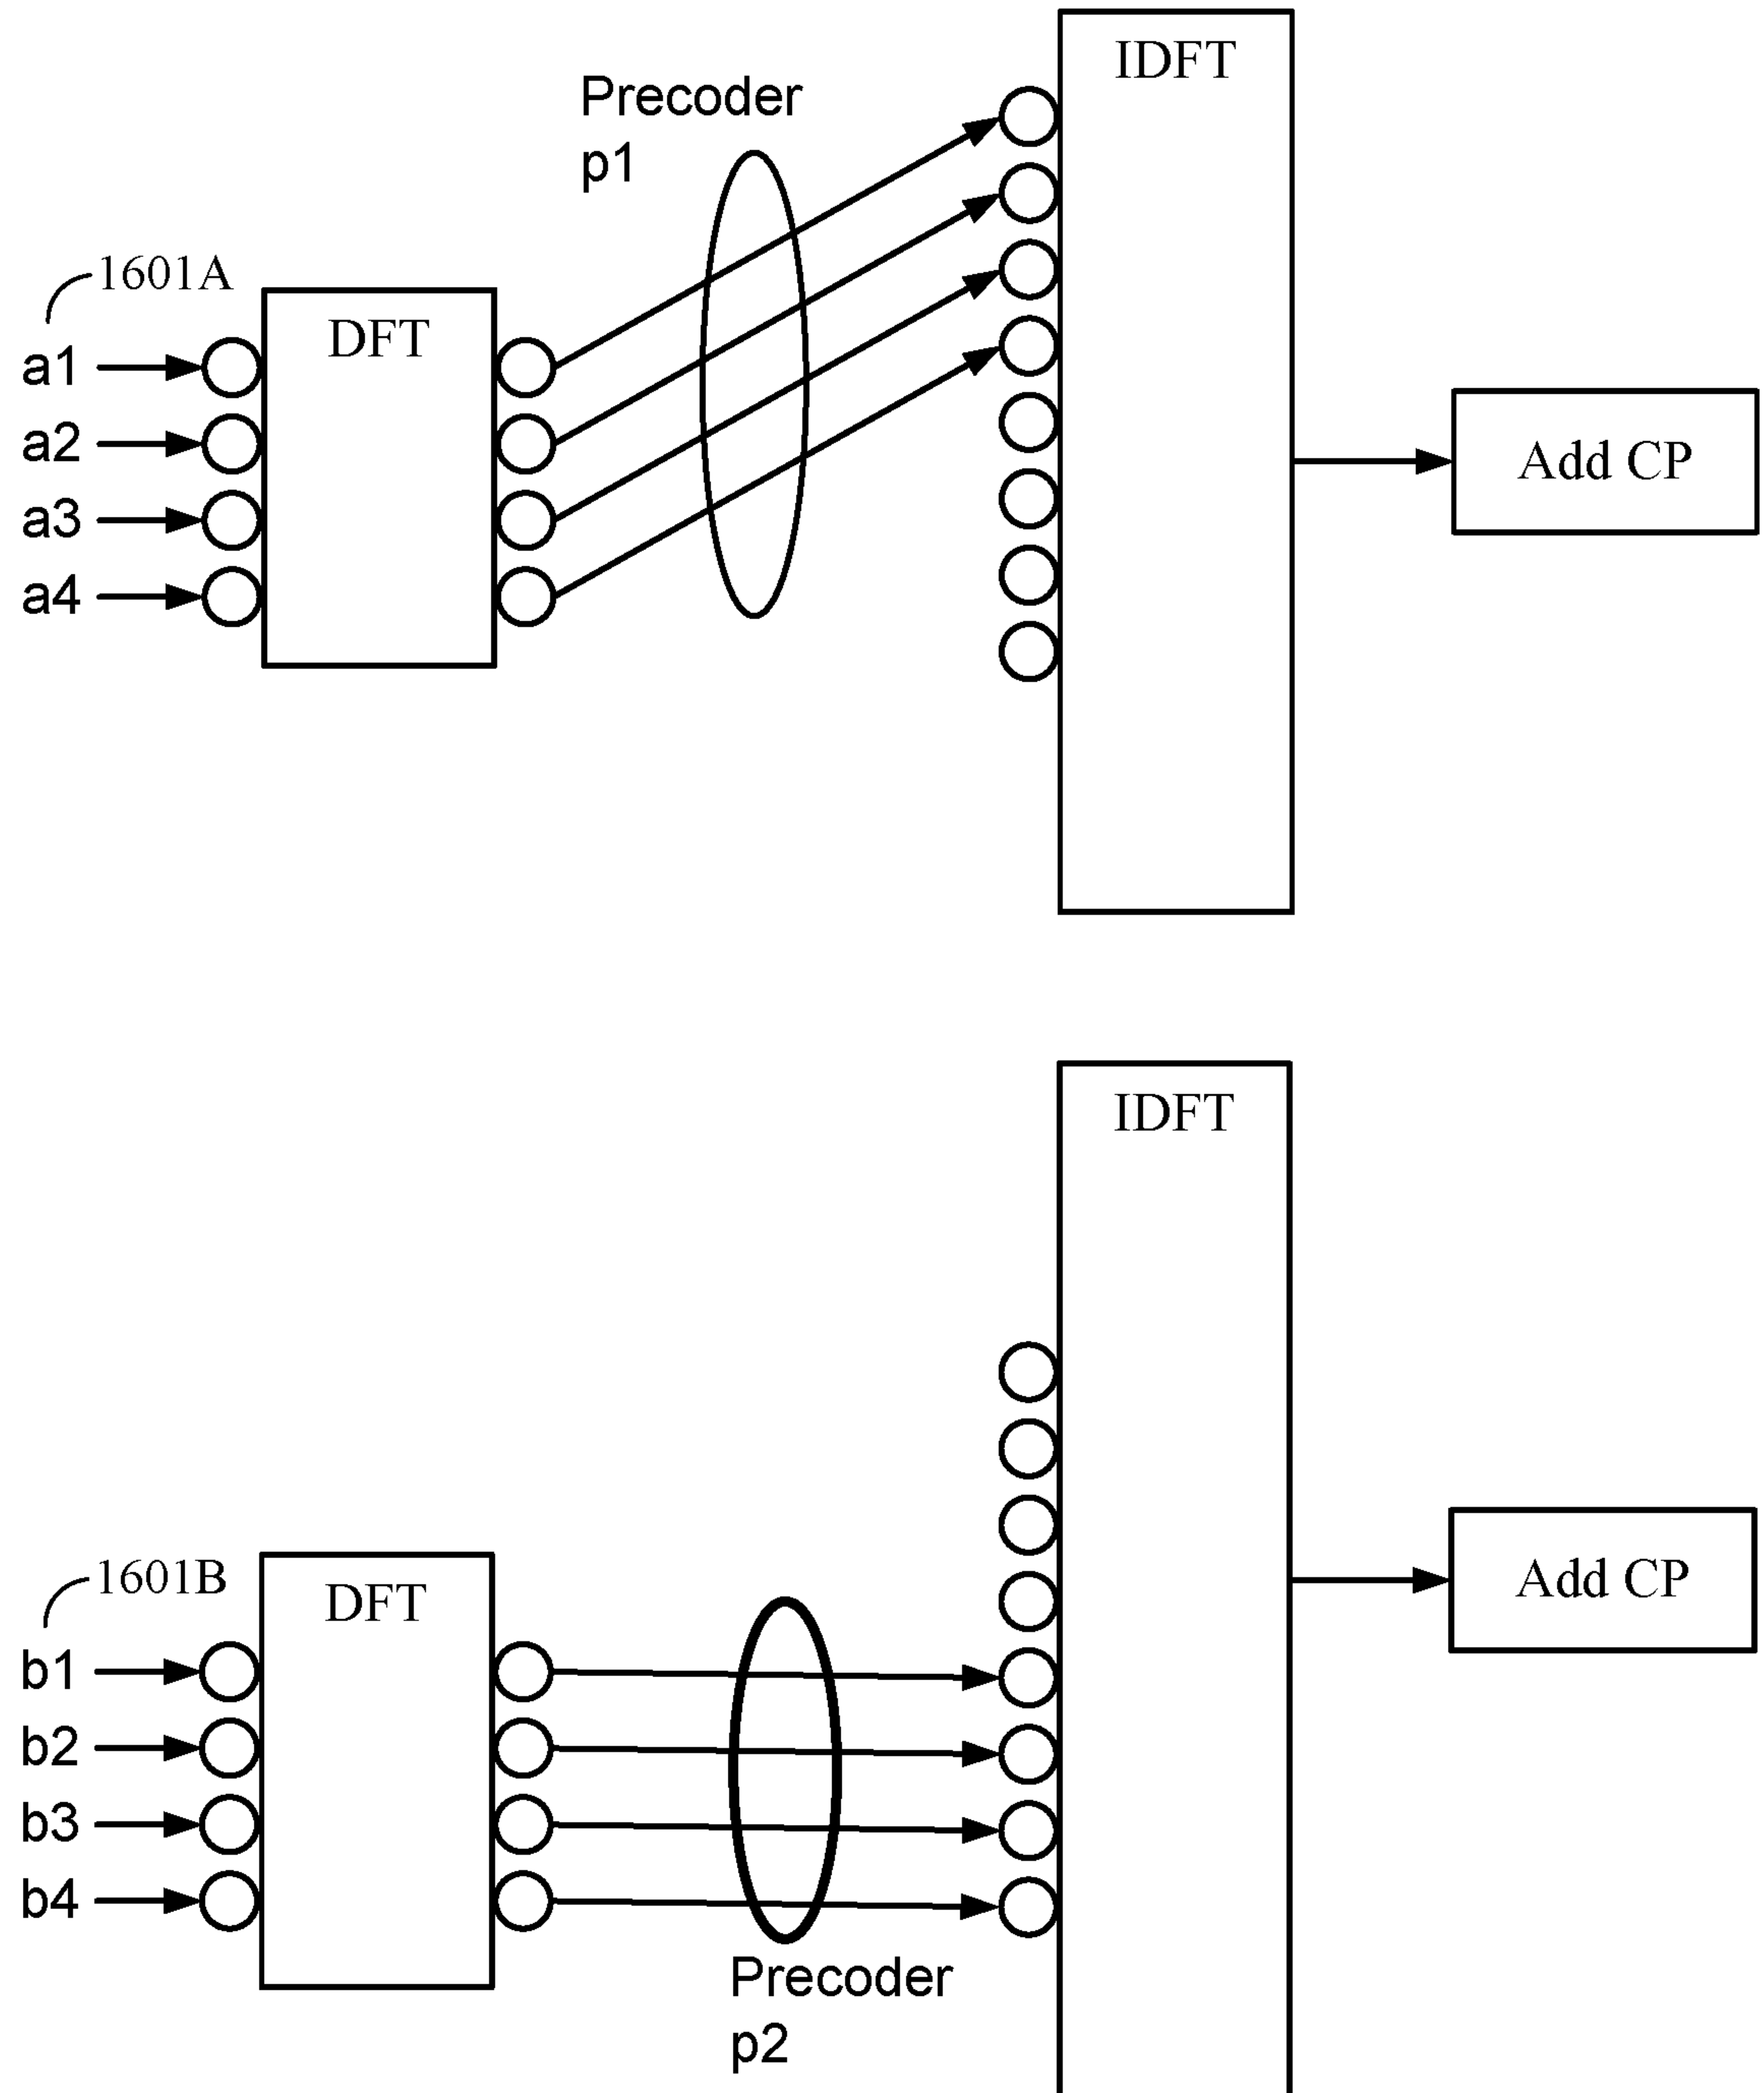 IDFT
Precoder
p1
1601A
DFT
a1
a2
a3
a4
Add CP
IDFT
1601B
DFT
Add CP
b1
b2
b3
b4
Precoder
p2